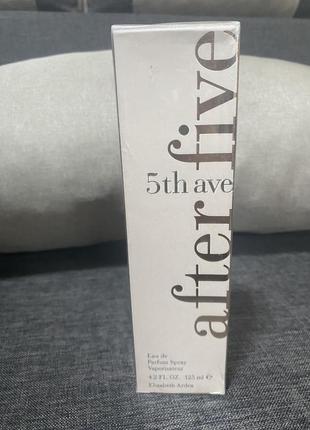 after five
5th ave
Eau de
Parfum Spray
Vaporisateur
4.2 FL. OZ. 125 ml ℮
Elizabeth Arden